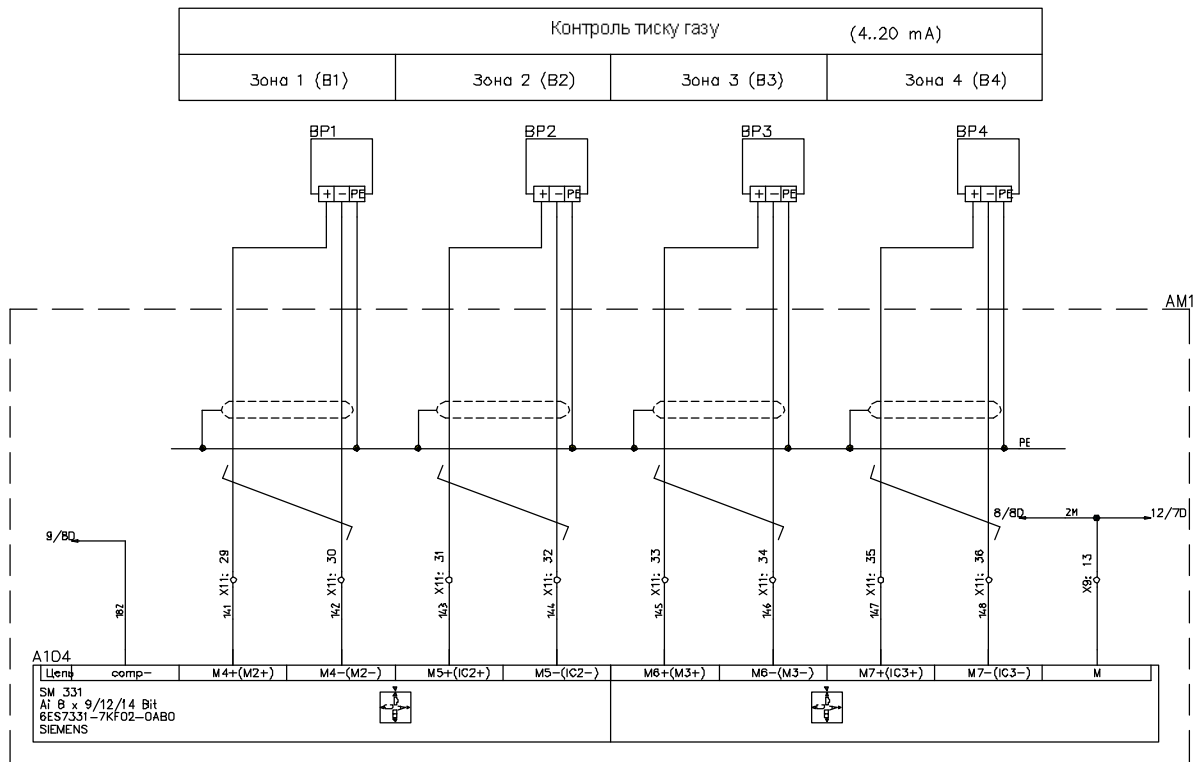 Контроль тиску газу (4..20 mA)
Зона 1 (B1) Зона 2 (B2) Зона 3 (B3) Зона 4 (B4)
BP1 BP2 BP3 BP4
+ − PE + − PE + − PE + − PE
AM1
PE
8/8D 2M 12/7D
9/8D
X11: 29 X11: 30 X11: 31 X11: 32 X11: 33 X11: 34 X11: 35 X11: 36 X9: 13
182 141 142 143 144 145 146 147 148
A1D4
Цепь comp− M4+(M2+) M4−(M2−) M5+(IC2+) M5−(IC2−) M6+(M3+) M6−(M3−) M7+(IC3+) M7−(IC3−) M
SM 331
Ai 8 x 9/12/14 Bit
6ES7331−7KF02−0AB0
SIEMENS